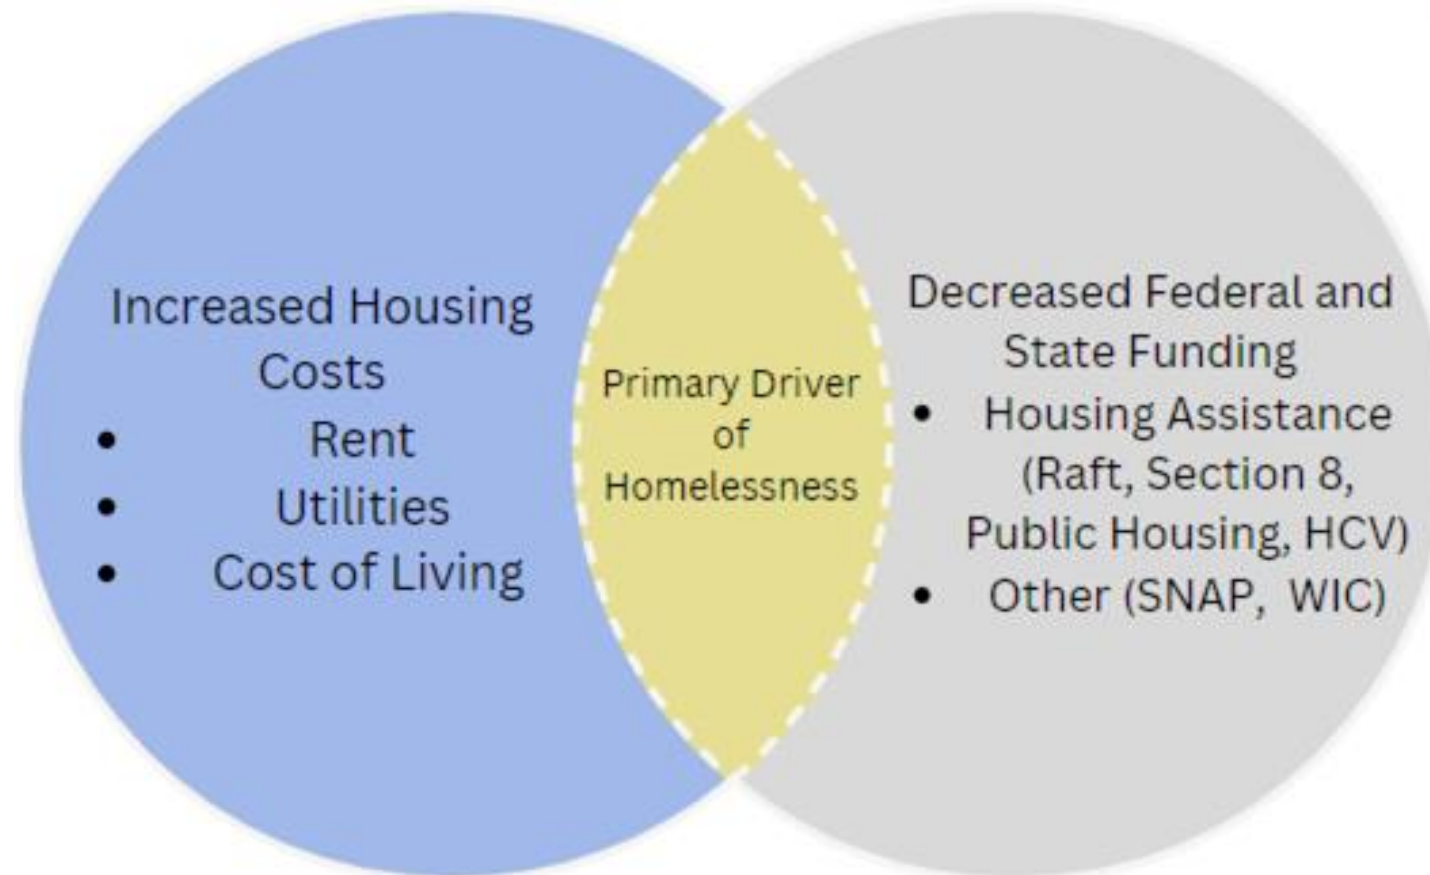 Increased Housing
Costs
• Rent
• Utilities
• Cost of Living
Primary Driver
of
Homelessness
Decreased Federal and
State Funding
• Housing Assistance
(Raft, Section 8,
Public Housing, HCV)
• Other (SNAP, WIC)